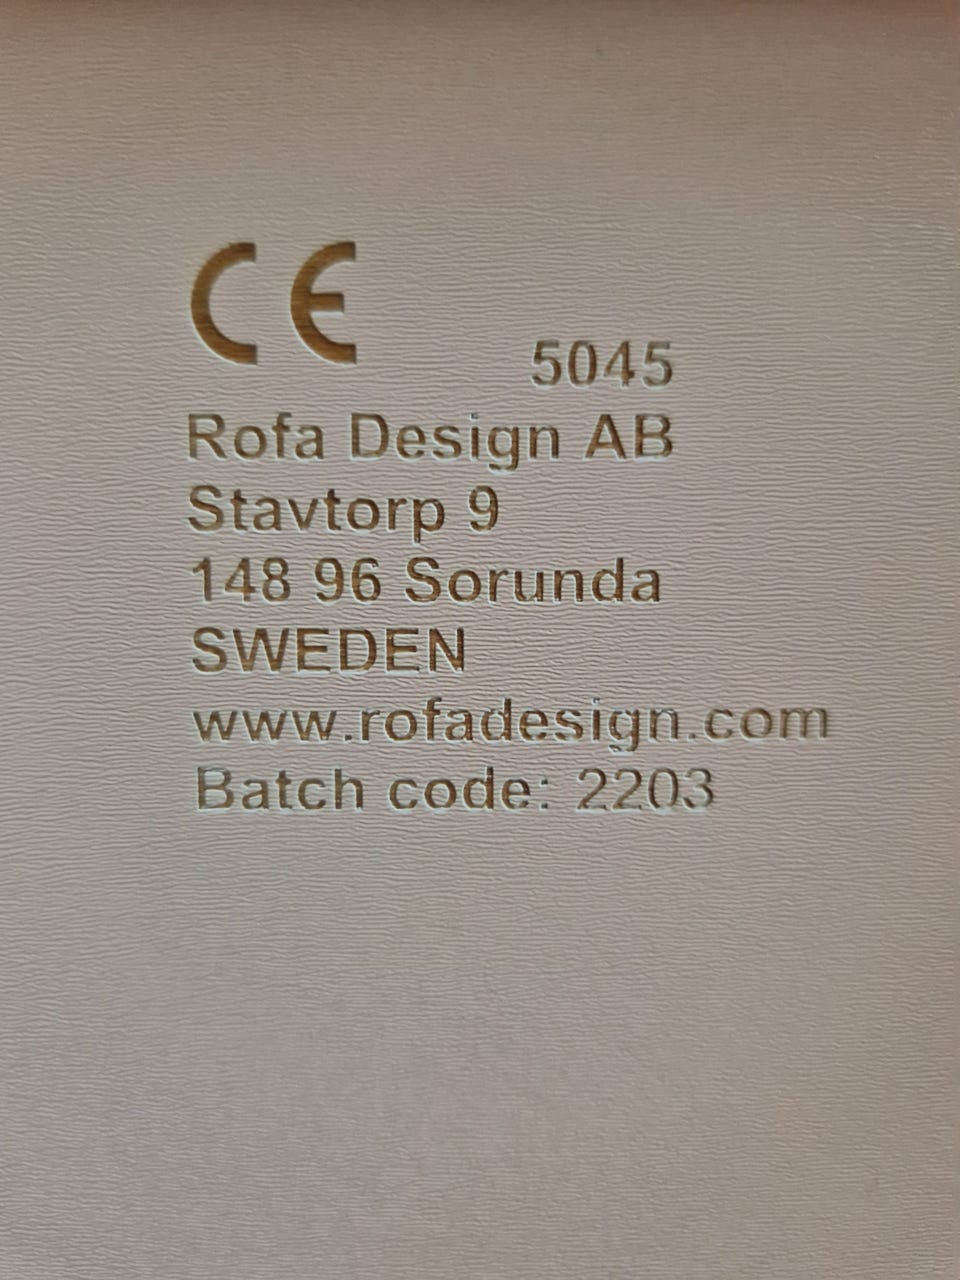 CE
5045
Rofa Design AB
Stavtorp 9
148 96 Sorunda
SWEDEN
www.rofadesign.com
Batch code: 2203